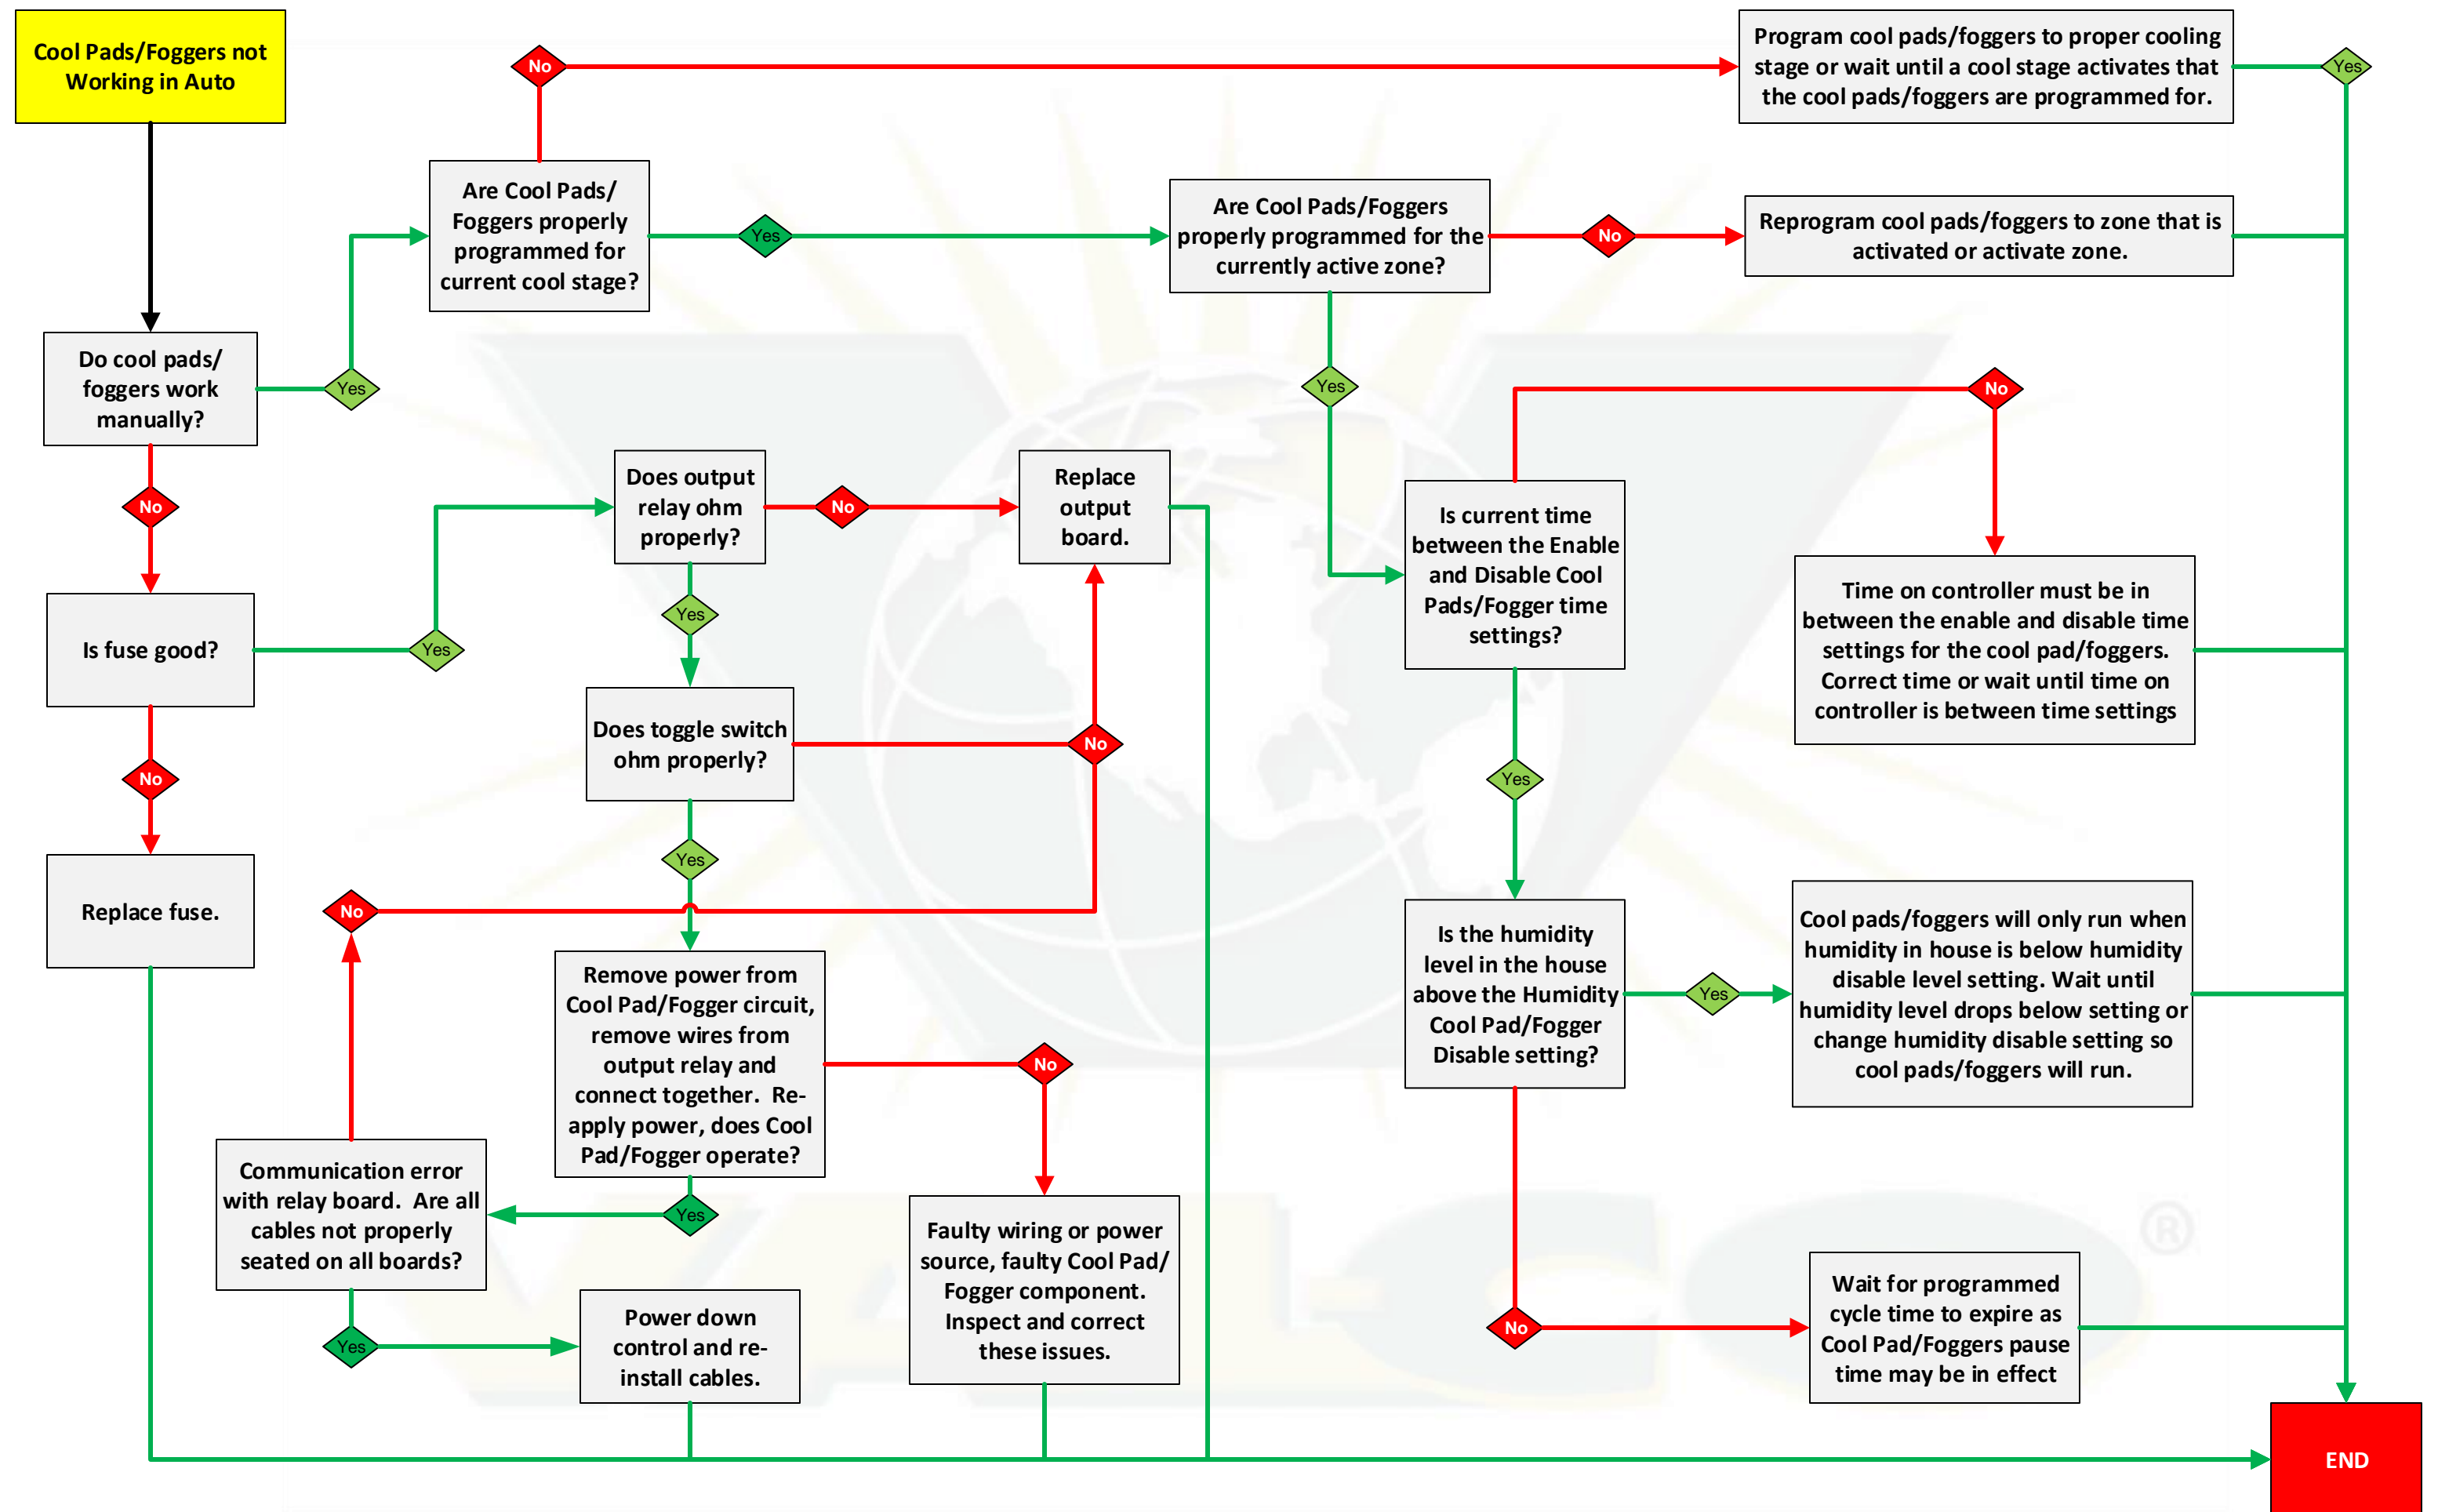 Cool Pads/Foggers not
Working in Auto
No
Program cool pads/foggers to proper cooling
stage or wait until a cool stage activates that
the cool pads/foggers are programmed for.
Yes
Are Cool Pads/
Foggers properly
programmed for
current cool stage?
Yes
Are Cool Pads/Foggers
properly programmed for the
currently active zone?
No
Reprogram cool pads/foggers to zone that is
activated or activate zone.
Do cool pads/
foggers work
manually?
Yes
Yes
No
No
Does output
relay ohm
properly?
No
Replace
output
board.
Is current time
between the Enable
and Disable Cool
Pads/Fogger time
settings?
Time on controller must be in
between the enable and disable time
settings for the cool pad/foggers.
Correct time or wait until time on
controller is between time settings
Is fuse good?
Yes
Yes
Does toggle switch
ohm properly?
No
No
Yes
Yes
Replace fuse.
No
Remove power from
Cool Pad/Fogger circuit,
remove wires from
output relay and
connect together.  Re-
apply power, does Cool
Pad/Fogger operate?
No
Is the humidity
level in the house
above the Humidity
Cool Pad/Fogger
Disable setting?
Yes
Cool pads/foggers will only run when
humidity in house is below humidity
disable level setting. Wait until
humidity level drops below setting or
change humidity disable setting so
cool pads/foggers will run.
Communication error
with relay board.  Are all
cables not properly
seated on all boards?
Yes
Faulty wiring or power
source, faulty Cool Pad/
Fogger component.
Inspect and correct
these issues.
Yes
Power down
control and re-
install cables.
No
Wait for programmed
cycle time to expire as
Cool Pad/Foggers pause
time may be in effect
END
VAL-CO®